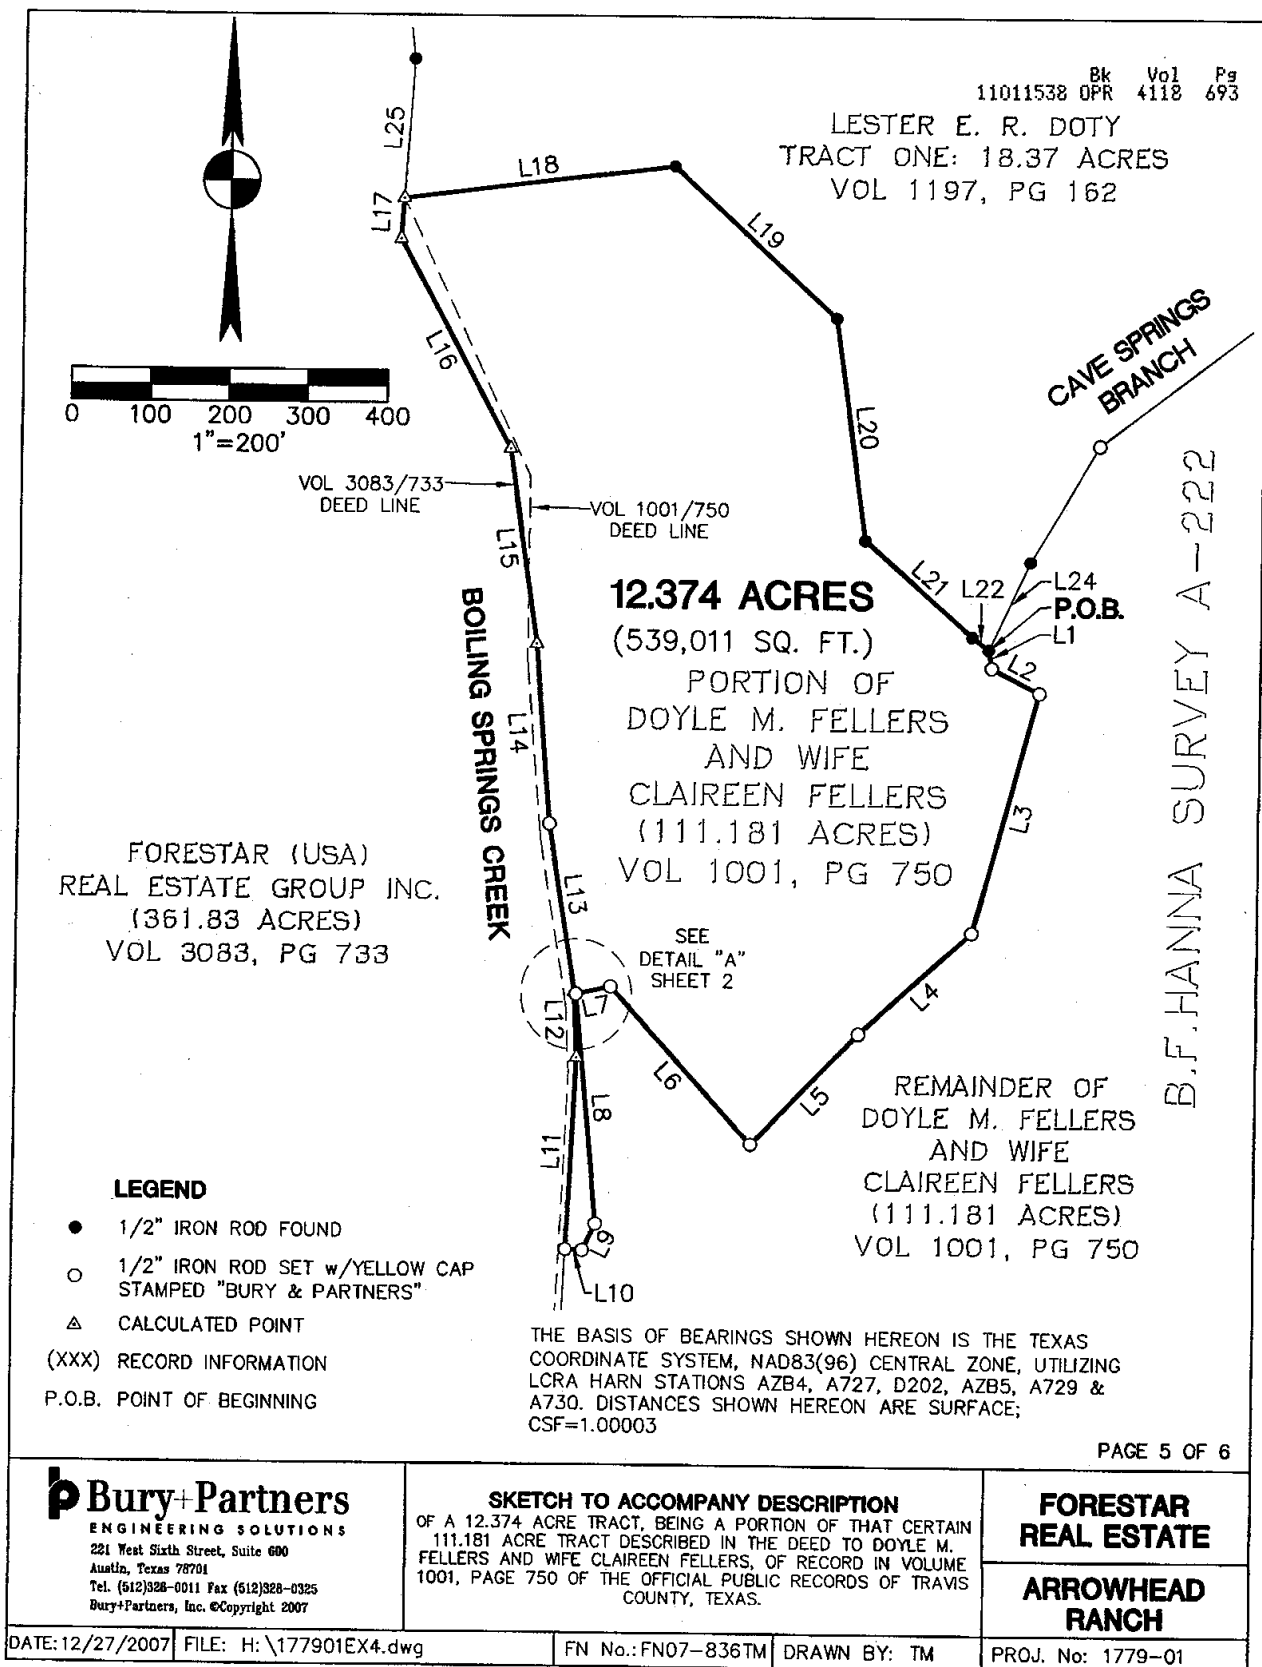 Bk Vol Pg
11011538 OPR 4118 693
LESTER E. R. DOTY
TRACT ONE: 18.37 ACRES
VOL 1197, PG 162
L25
L18
L17
L19
L16
CAVE SPRINGS
BRANCH
0 100 200 300 400
1"=200'
L20
VOL 3083/733
DEED LINE
VOL 1001/750
DEED LINE
L15
L21
L22
L24
P.O.B.
L1
L2
12.374 ACRES
(539,011 SQ. FT.)
PORTION OF
DOYLE M. FELLERS
AND WIFE
CLAIREEN FELLERS
(111.181 ACRES)
VOL 1001, PG 750
BOILING SPRINGS CREEK
L14
L3
B.F.HANNA SURVEY A-222
FORESTAR (USA)
REAL ESTATE GROUP INC.
(361.83 ACRES)
VOL 3083, PG 733
L13
SEE
DETAIL "A"
SHEET 2
L7
L12
L4
L6
L5
L8
L11
L9
L10
REMAINDER OF
DOYLE M. FELLERS
AND WIFE
CLAIREEN FELLERS
(111.181 ACRES)
VOL 1001, PG 750
LEGEND
1/2" IRON ROD FOUND
1/2" IRON ROD SET w/YELLOW CAP
STAMPED "BURY & PARTNERS"
CALCULATED POINT
(XXX) RECORD INFORMATION
P.O.B. POINT OF BEGINNING
THE BASIS OF BEARINGS SHOWN HEREON IS THE TEXAS
COORDINATE SYSTEM, NAD83(96) CENTRAL ZONE, UTILIZING
LCRA HARN STATIONS AZB4, A727, D202, AZB5, A729 &
A730. DISTANCES SHOWN HEREON ARE SURFACE;
CSF=1.00003
PAGE 5 OF 6
Bury+Partners
ENGINEERING SOLUTIONS
221 West Sixth Street, Suite 600
Austin, Texas 78701
Tel. (512)328-0011 Fax (512)328-0325
Bury+Partners, Inc. ©Copyright 2007
SKETCH TO ACCOMPANY DESCRIPTION
OF A 12.374 ACRE TRACT, BEING A PORTION OF THAT CERTAIN
111.181 ACRE TRACT DESCRIBED IN THE DEED TO DOYLE M.
FELLERS AND WIFE CLAIREEN FELLERS, OF RECORD IN VOLUME
1001, PAGE 750 OF THE OFFICIAL PUBLIC RECORDS OF TRAVIS
COUNTY, TEXAS.
FORESTAR
REAL ESTATE
ARROWHEAD
RANCH
DATE: 12/27/2007 FILE: H:\177901EX4.dwg FN No.: FN07-836TM DRAWN BY: TM PROJ. No: 1779-01